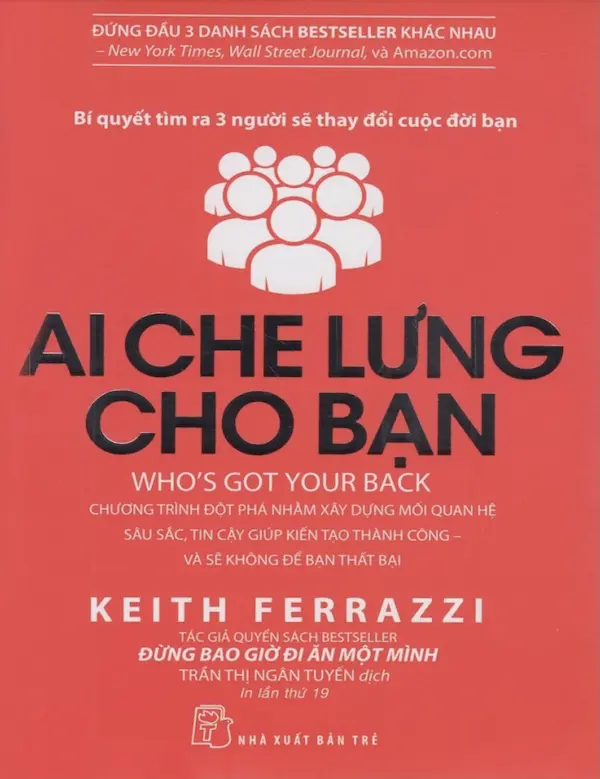 ĐỨNG ĐẦU 3 DANH SÁCH BESTSELLER KHÁC NHAU
– New York Times, Wall Street Journal, và Amazon.com
Bí quyết tìm ra 3 người sẽ thay đổi cuộc đời bạn
AI CHE LƯNG
CHO BẠN
WHO'S GOT YOUR BACK
CHƯƠNG TRÌNH ĐỘT PHÁ NHẰM XÂY DỰNG MỐI QUAN HỆ
SÂU SẮC, TIN CẬY GIÚP KIẾN TẠO THÀNH CÔNG –
VÀ SẼ KHÔNG ĐỂ BẠN THẤT BẠI
KEITH FERRAZZI
TÁC GIẢ QUYỂN SÁCH BESTSELLER
ĐỪNG BAO GIỜ ĐI ĂN MỘT MÌNH
TRẦN THỊ NGÂN TUYẾN dịch
In lần thứ 19
NHÀ XUẤT BẢN TRẺ